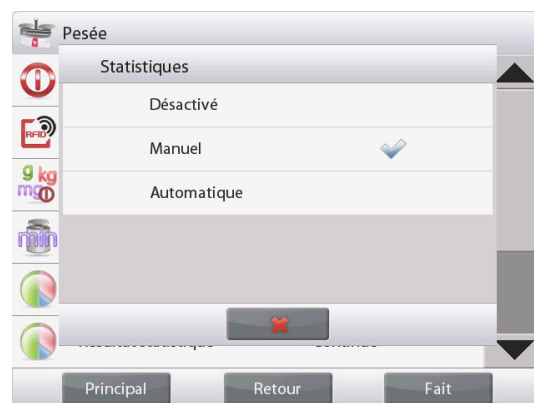 Pesée
Statistiques
Désactivé
Manuel
Automatique
RFID
g kg
mg
min
Principal
Retour
Fait